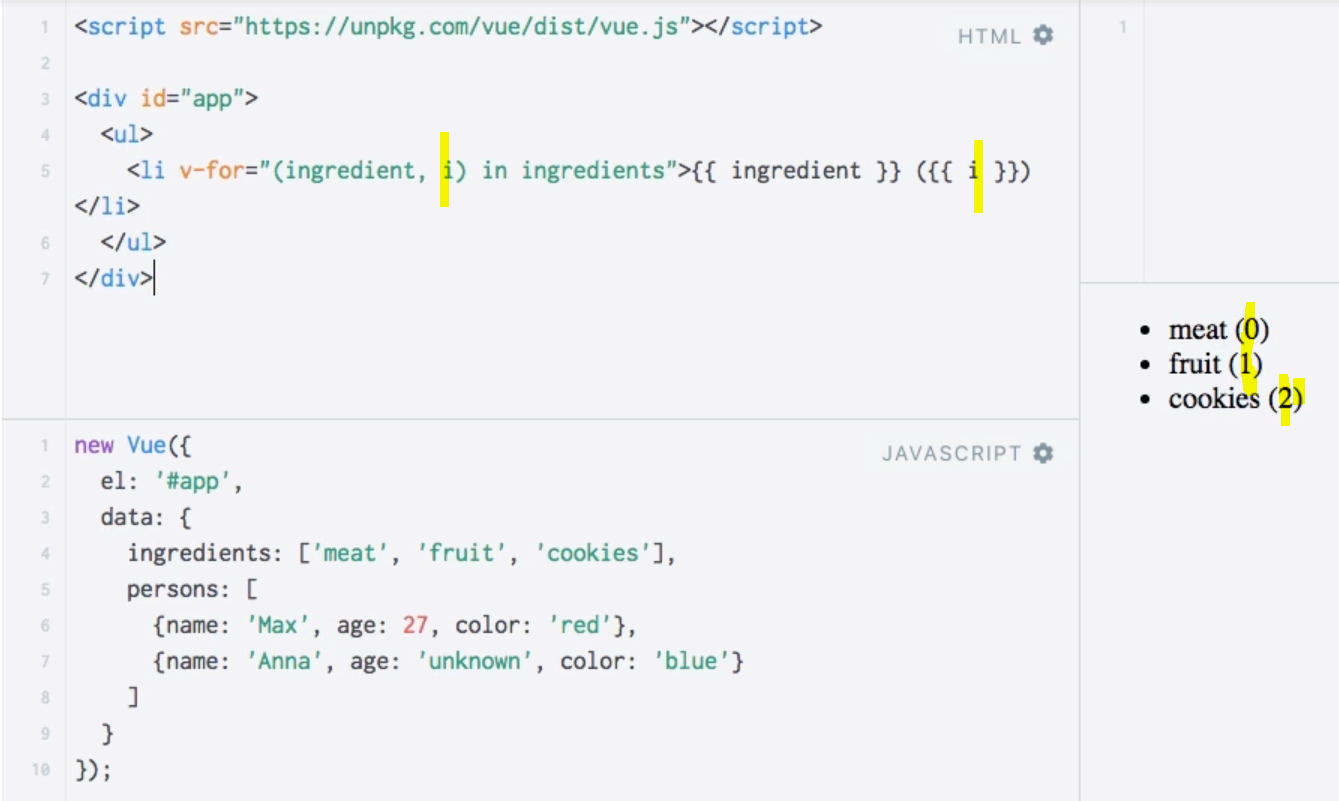 1 <script src="https://unpkg.com/vue/dist/vue.js"></script>
HTML
2
3 <div id="app">
4   <ul>
5     <li v-for="(ingredient, i) in ingredients">{{ ingredient }} ({{ i }})
</li>
6   </ul>
7 </div>
JAVASCRIPT
1 new Vue({
2   el: '#app',
3   data: {
4     ingredients: ['meat', 'fruit', 'cookies'],
5     persons: [
6       {name: 'Max', age: 27, color: 'red'},
7       {name: 'Anna', age: 'unknown', color: 'blue'}
8     ]
9   }
10 });
1
• meat (0)
• fruit (1)
• cookies (2)